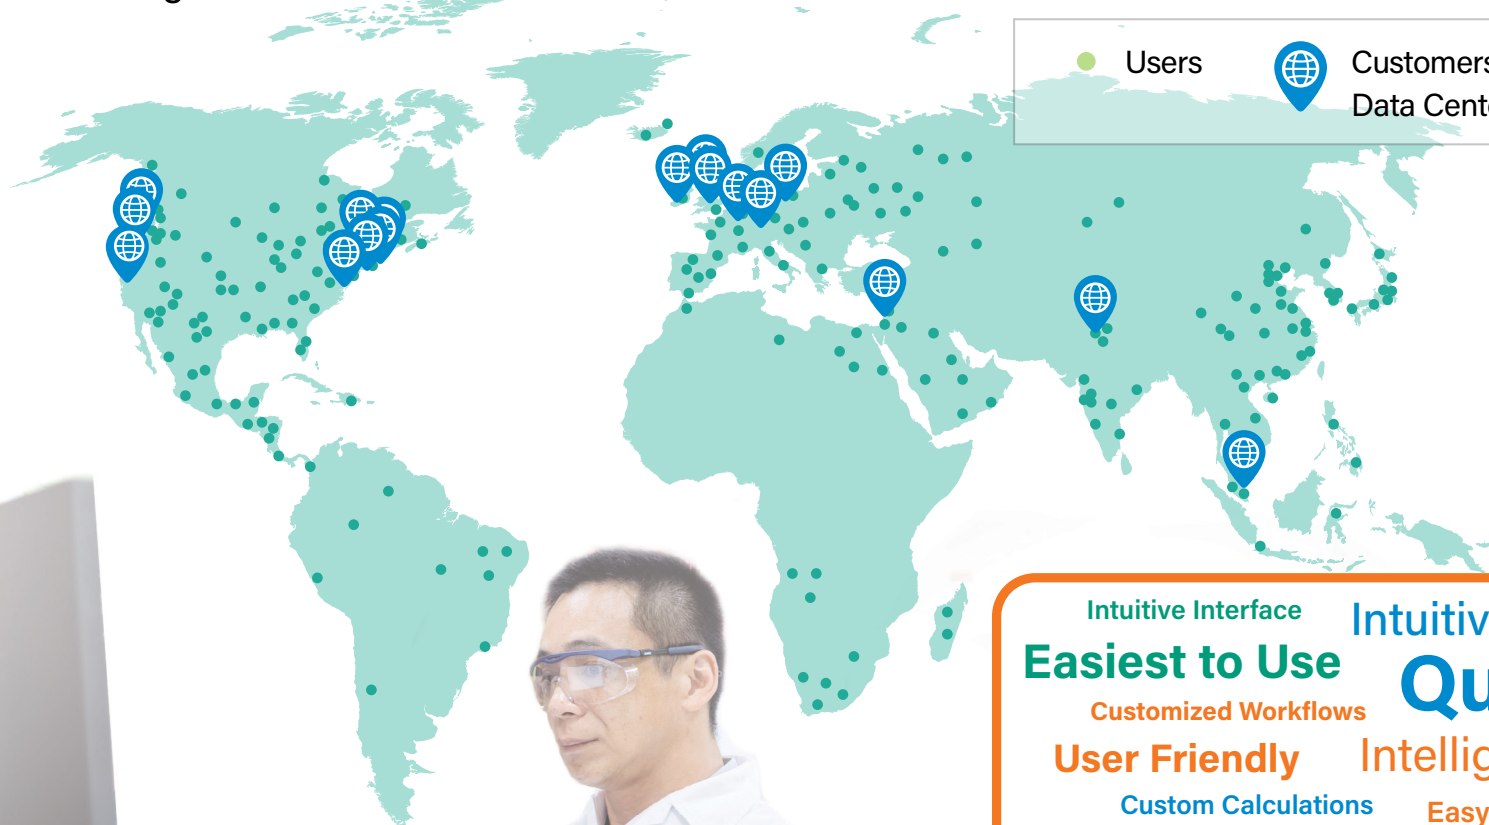 Users
Customers
Data Cent
Intuitive Interface
Intuitiv
Easiest to Use
Qu
Customized Workflows
User Friendly
Intellig
Custom Calculations
Easy